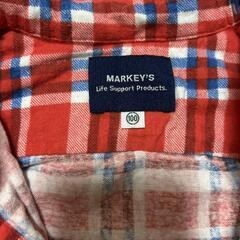 MARKEY'S
Life Support Products.
100